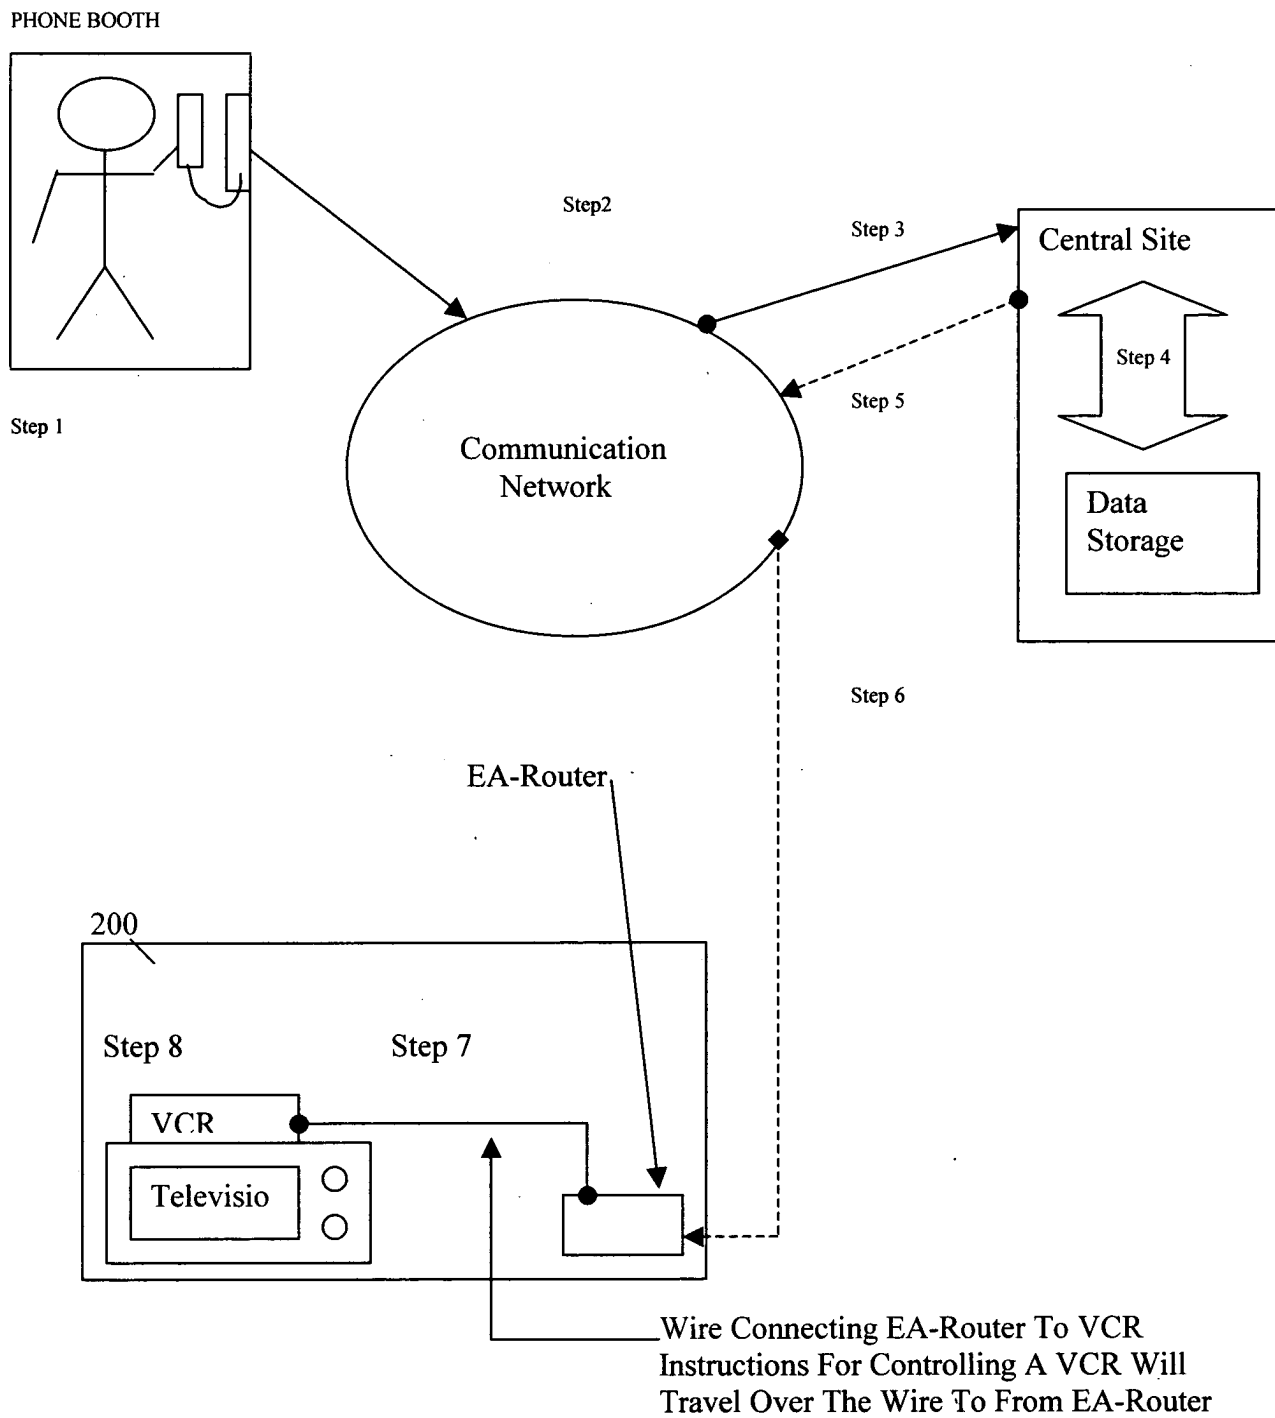 PHONE BOOTH
Step2
Step 3
Central Site
Step 4
Step 5
Step 1
Communication
Network
Data
Storage
Step 6
EA-Router
200
Step 8
Step 7
VCR
Televisio
Wire Connecting EA-Router To VCR
Instructions For Controlling A VCR Will
Travel Over The Wire To From EA-Router